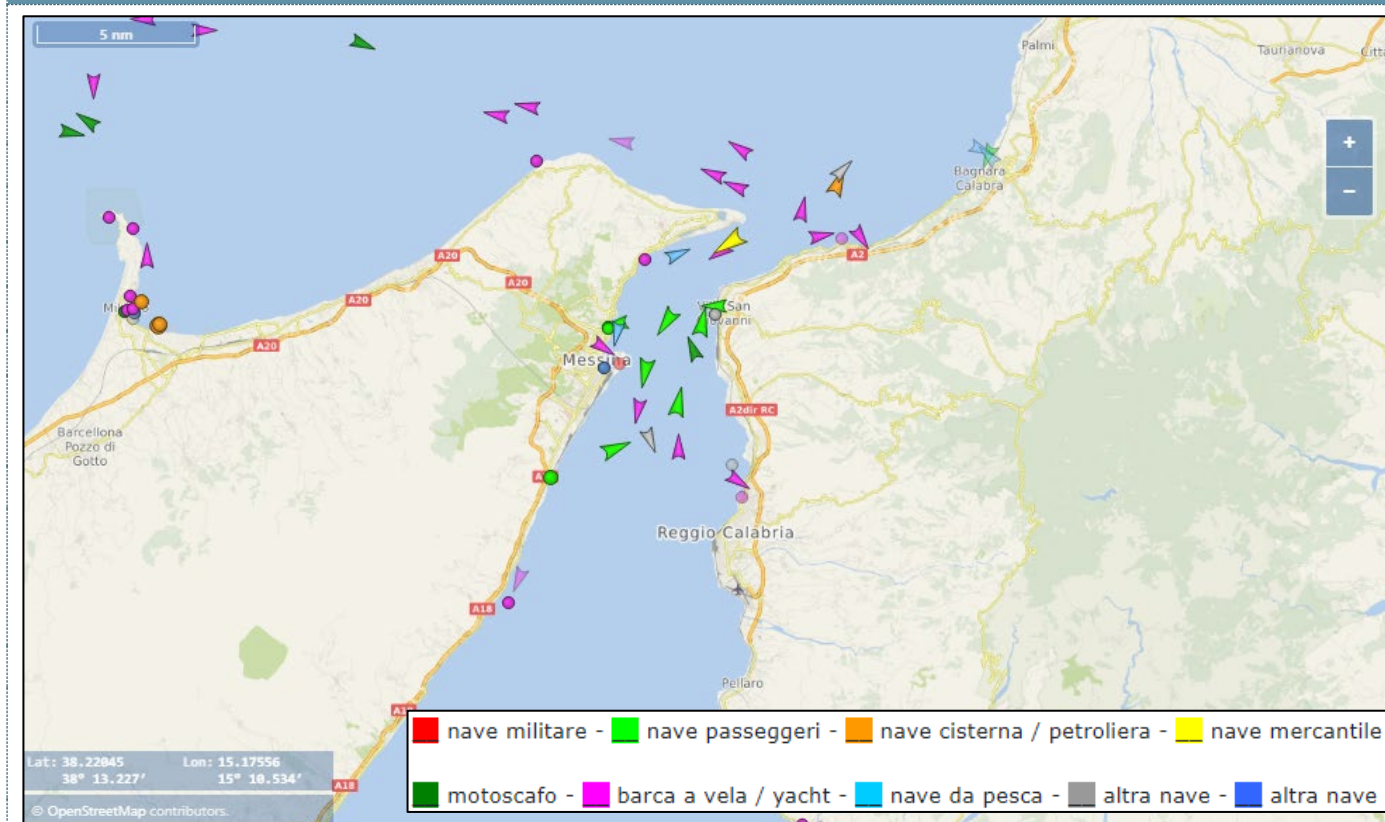 5 nm
Palmi
Taurianova
+
−
Bagnara
Calabra
A20
A20
A2
A20
A20
Messina
Barcellona
Pozzo di
Gotto
A2dir RC
Reggio Calabria
A18
Pellaro
Lat: 38.22045 Lon: 15.17556
38° 13.227′ 15° 10.534′
A18
© OpenStreetMap contributors.
nave militare - nave passeggeri - nave cisterna / petroliera - nave mercantile
motoscafo - barca a vela / yacht - nave da pesca - altra nave - altra nave